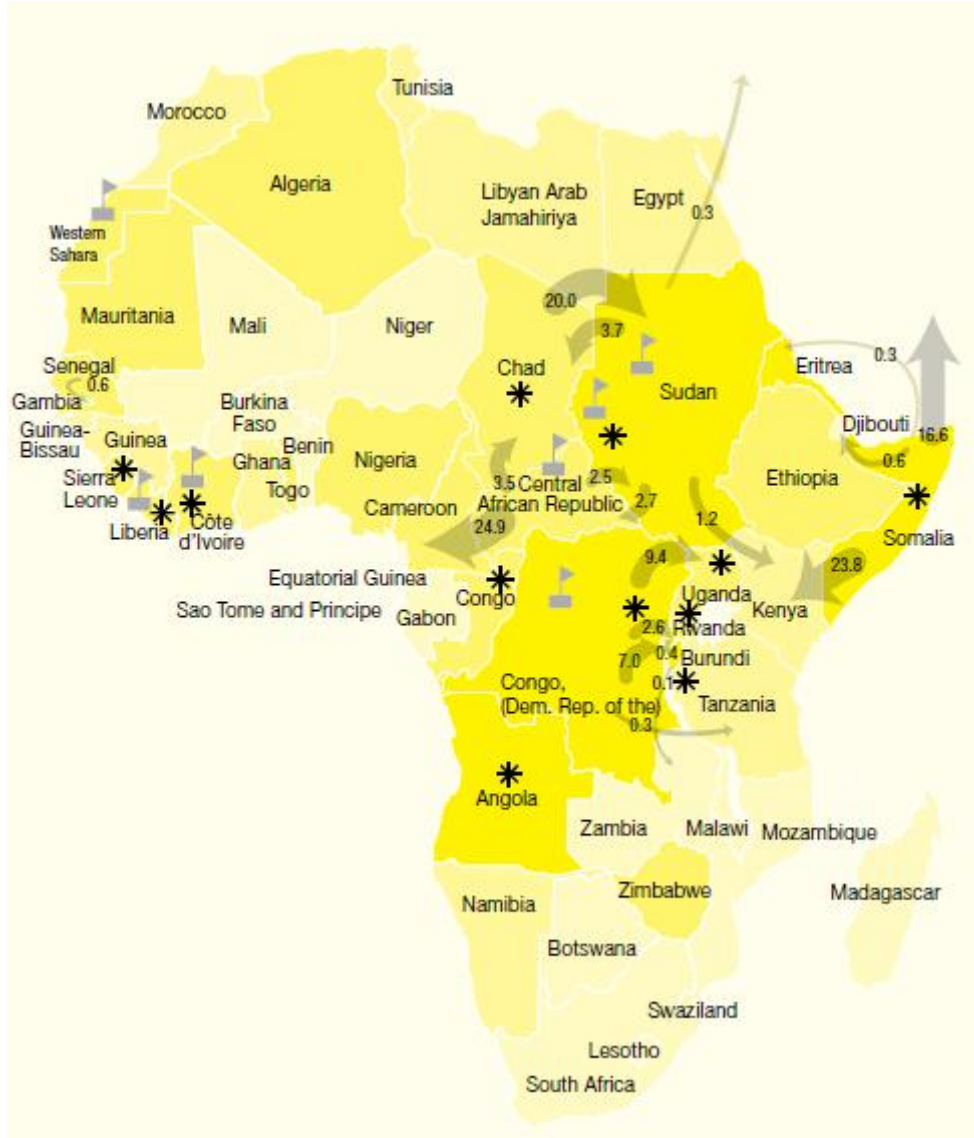 Tunisia
Morocco
Algeria
Libyan Arab
Jamahiriya
Egypt
0.3
Western
Sahara
20.0
Mauritania
Mali
Niger
3.7
Chad
Sudan
Eritrea
0.3
Senegal
0.6
Gambia
Burkina
Faso
Djibouti
16.6
Guinea-
Bissau
Guinea
Benin
Nigeria
Ghana
Togo
0.6
Ethiopia
Sierra
Leone
3.5
Central
African Republic
2.5
2.7
Cameroon
Liberia
Côte
d'Ivoire
24.9
1.2
Somalia
9.4
23.8
Equatorial Guinea
Sao Tome and Principe
Gabon
Congo
Uganda
Kenya
2.6
Rwanda
0.4
7.0
Burundi
0.1
Congo,
(Dem. Rep. of the)
Tanzania
0.3
Angola
Zambia
Malawi
Mozambique
Zimbabwe
Madagascar
Namibia
Botswana
Swaziland
Lesotho
South Africa